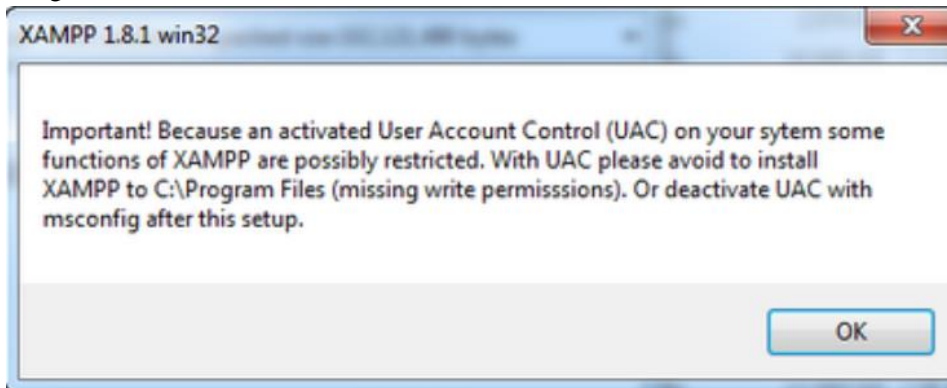 XAMPP 1.8.1 win32
Important! Because an activated User Account Control (UAC) on your sytem some
functions of XAMPP are possibly restricted. With UAC please avoid to install
XAMPP to C:\Program Files (missing write permisssions). Or deactivate UAC with
msconfig after this setup.
OK